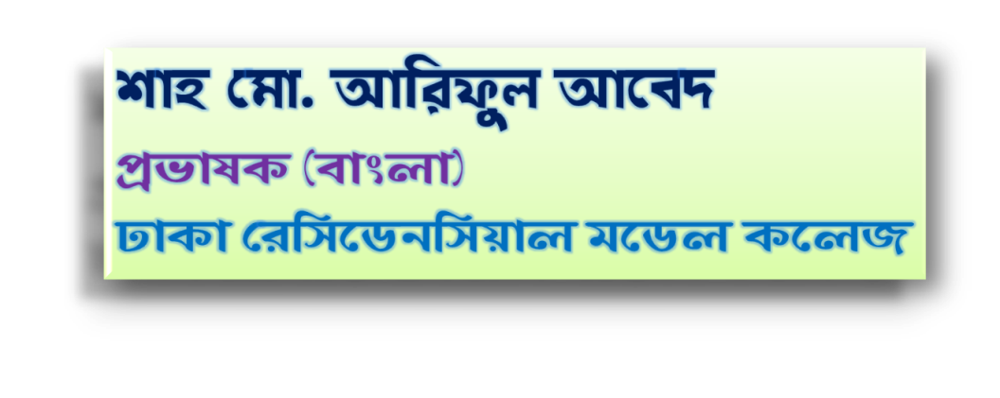 শাহ মো. আরিফুল আবেদ
প্রভাষক (বাংলা)
ঢাকা রেসিডেনসিয়াল মডেল কলেজ